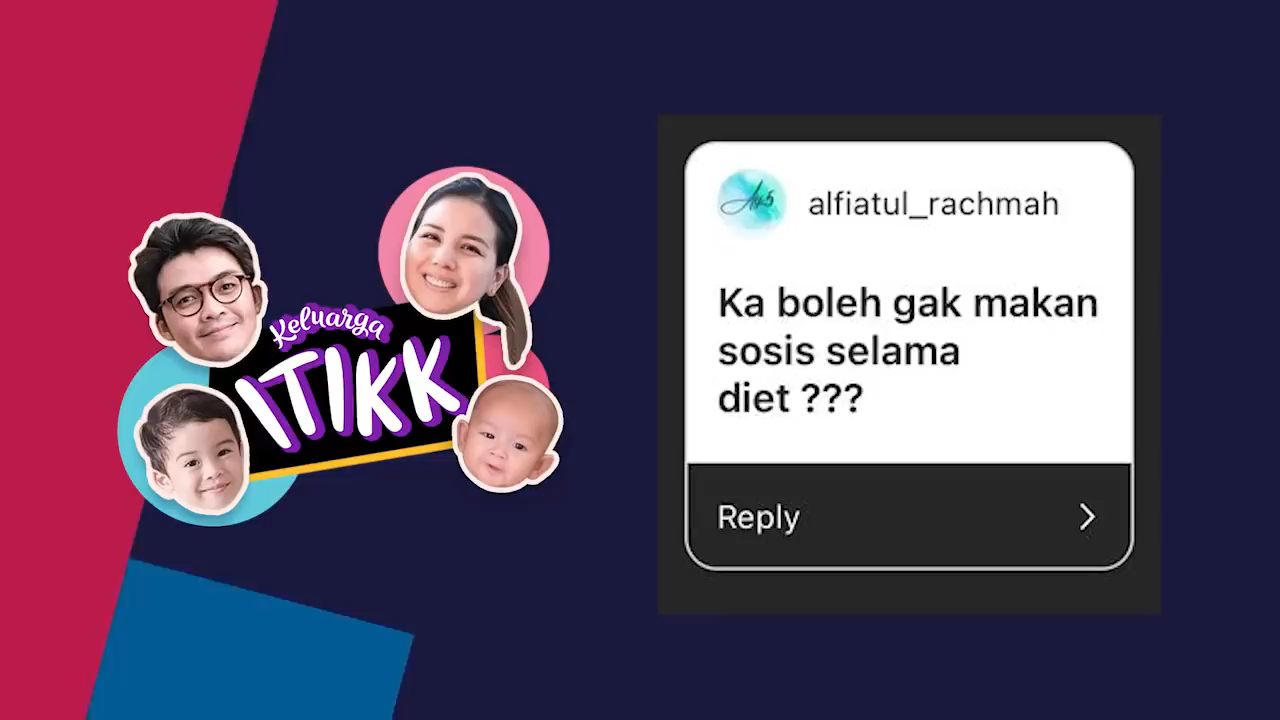 Keluarga
ITIKK
alfiatul_rachmah
Ka boleh gak makan
sosis selama
diet ???
Reply